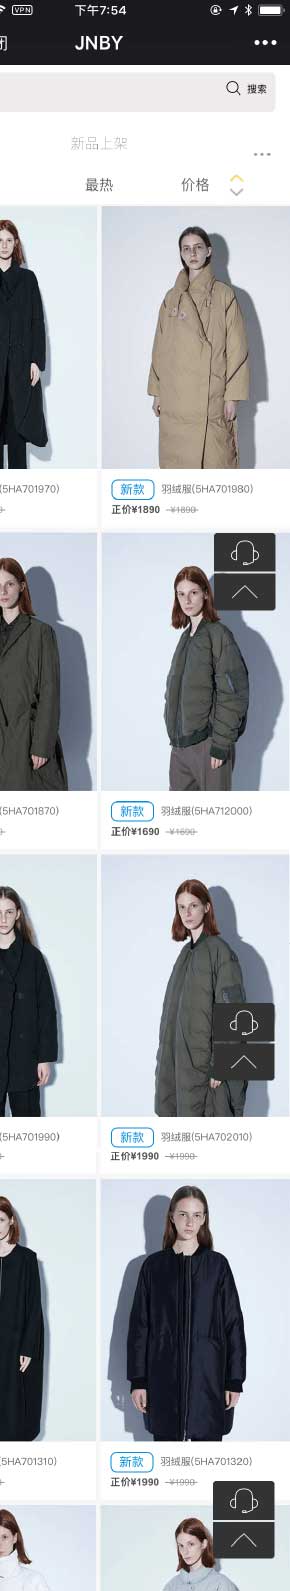 VPN 下午7:54
闭 JNBY
搜索
新品上架
最热 价格
(5HA701970)
新款 羽绒服(5HA701980)
正价¥1890 ¥1890
(5HA701870)
新款 羽绒服(5HA712000)
正价¥1690 ¥1690
(5HA701990)
新款 羽绒服(5HA702010)
正价¥1990 ¥1990
(5HA701310)
新款 羽绒服(5HA701320)
正价¥1990 ¥1990